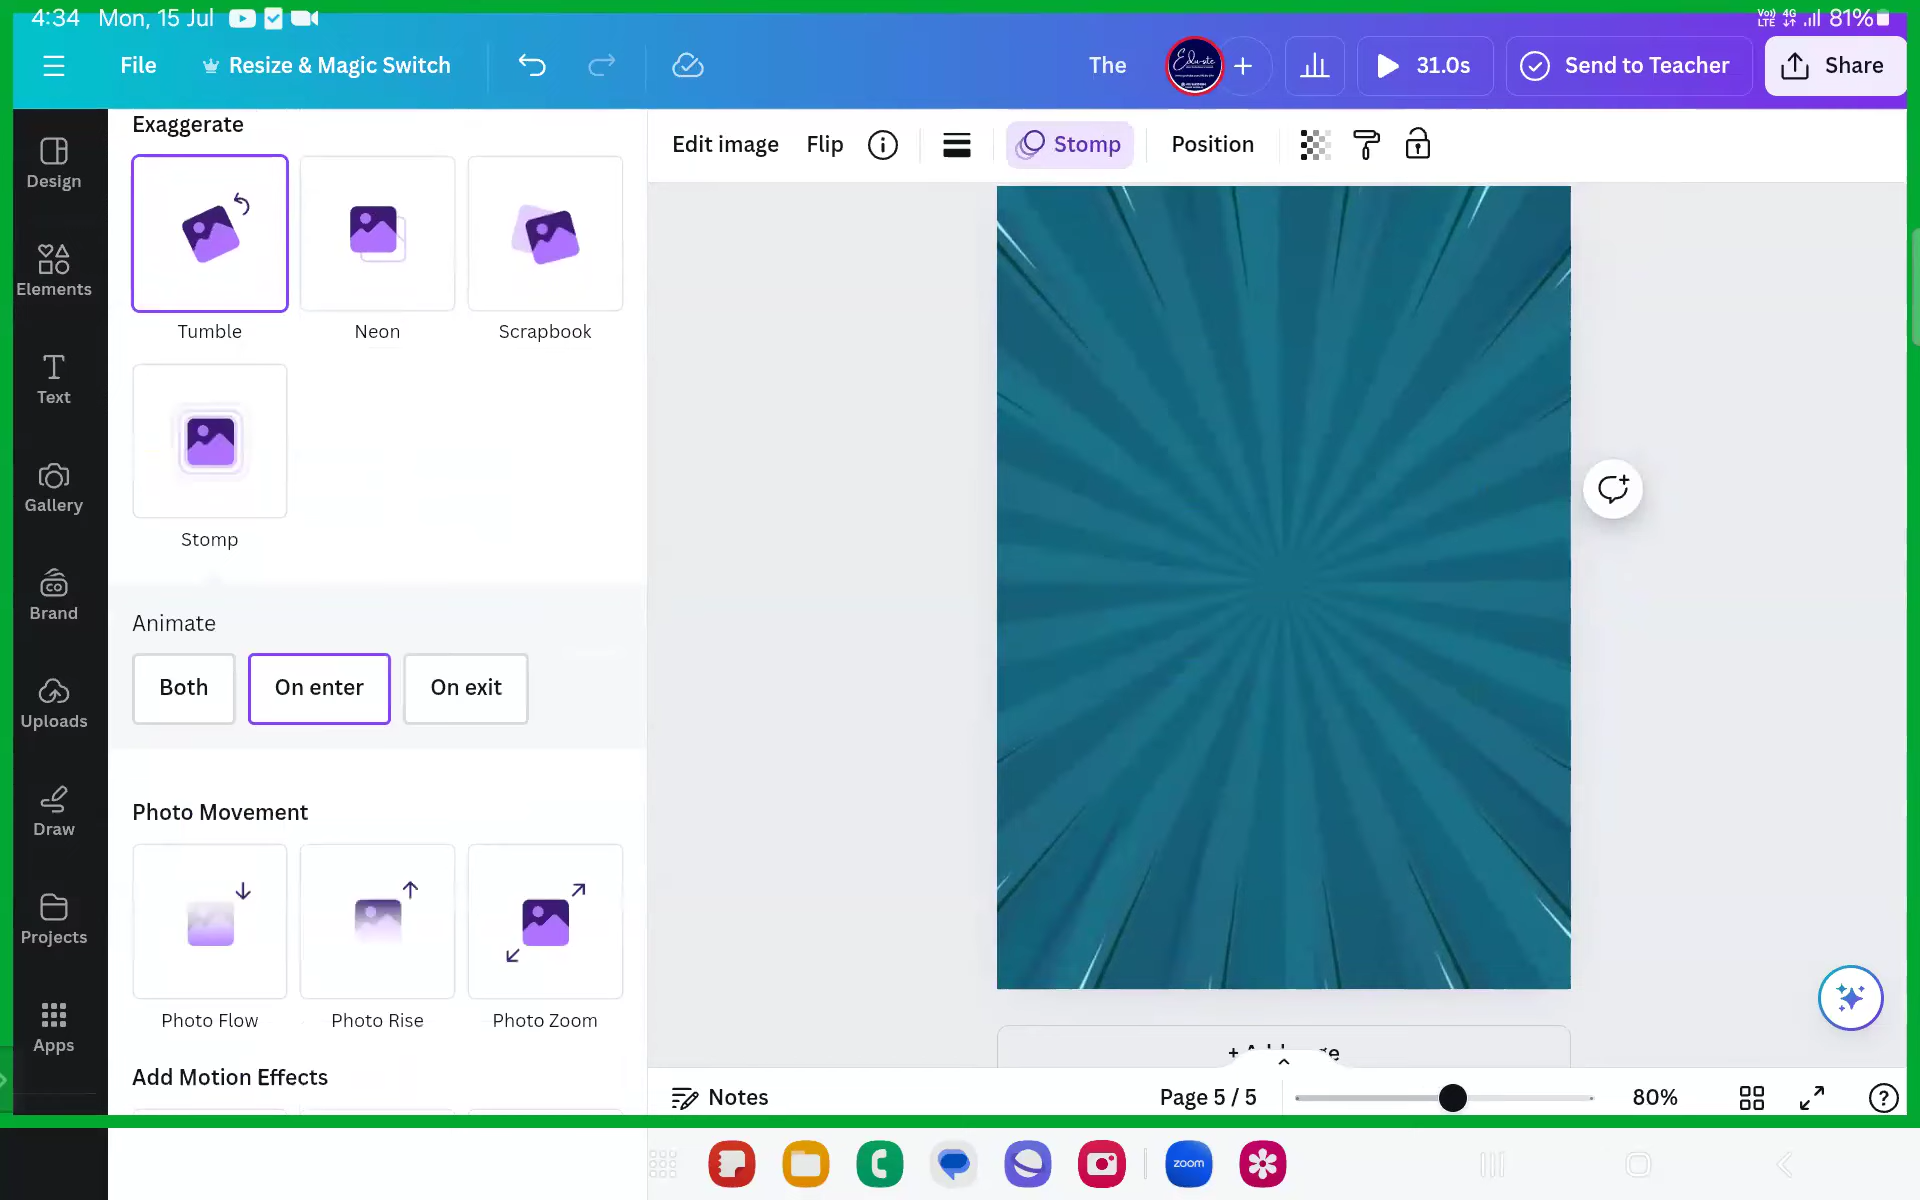 4:34 Mon, 15 Jul
Vo)) LTE 4G 81%
File
Resize & Magic Switch
The
31.0s
Send to Teacher
Share
Design
Elements
Text
Gallery
Brand
Uploads
Draw
Projects
Apps
Exaggerate
Tumble
Neon
Scrapbook
Stomp
Animate
Both
On enter
On exit
Photo Movement
Photo Flow
Photo Rise
Photo Zoom
Add Motion Effects
Edit image
Flip
Stomp
Position
Notes
Page 5 / 5
80%
zoom